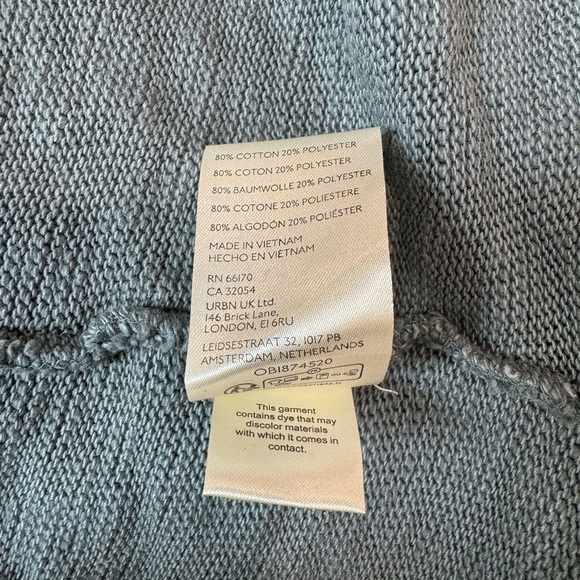 80% COTTON 20% POLYESTER
80% COTON 20% POLYESTER
80% BAUMWOLLE 20% POLYESTER
80% COTONE 20% POLIESTERE
80% ALGODÓN 20% POLIÉSTER
MADE IN VIETNAM
HECHO EN VIETNAM
RN 66170
CA 32054
URBN UK Ltd.
146 Brick Lane,
LONDON, E1 6RU
LEIDSESTRAAT 32, 1017 PB
AMSTERDAM, NETHERLANDS
OB1874520
This garment
contains dye that may
discolor materials
with which it comes in
contact.